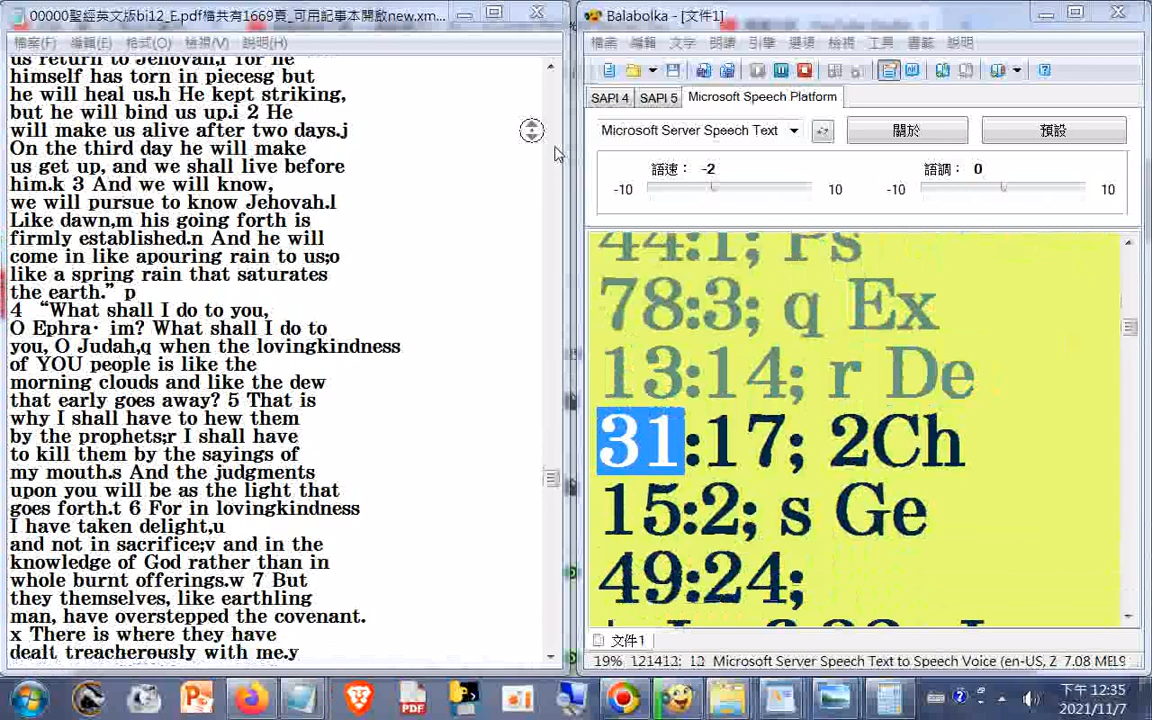 00000聖經英文版bi12_E.pdf檔共有1669頁_可用記事本開啟new.xm...
檔案(F) 編輯(E) 格式(O) 檢視(V) 說明(H)
us return to Jehovah,f for he
himself has torn in piecesg but
he will heal us.h He kept striking,
but he will bind us up.i 2 He
will make us alive after two days.j
On the third day he will make
us get up, and we shall live before
him.k 3 And we will know,
we will pursue to know Jehovah.l
Like dawn,m his going forth is
firmly established.n And he will
come in like apouring rain to us;o
like a spring rain that saturates
the earth.” p
4 “What shall I do to you,
O Ephra· im? What shall I do to
you, O Judah,q when the lovingkindness
of YOU people is like the
morning clouds and like the dew
that early goes away? 5 That is
why I shall have to hew them
by the prophets;r I shall have
to kill them by the sayings of
my mouth.s And the judgments
upon you will be as the light that
goes forth.t 6 For in lovingkindness
I have taken delight,u
and not in sacrifice;v and in the
knowledge of God rather than in
whole burnt offerings.w 7 But
they themselves, like earthling
man, have overstepped the covenant.
x There is where they have
dealt treacherously with me.y
Balabolka - [文件1]
檔案 編輯 文字 朗讀 引擎 選項 檢視 工具 書籤 說明
SAPI 4 SAPI 5 Microsoft Speech Platform
Microsoft Server Speech Text 關於 預設
語速： -2 語調： 0
-10 10 -10 10
44:1; Ps
78:3; q Ex
13:14; r De
31:17; 2Ch
15:2; s Ge
49:24;
文件1
19% 121412: 12 Microsoft Server Speech Text to Speech Voice (en-US, Z 7.08 MB
PDF
下午 12:35
2021/11/7